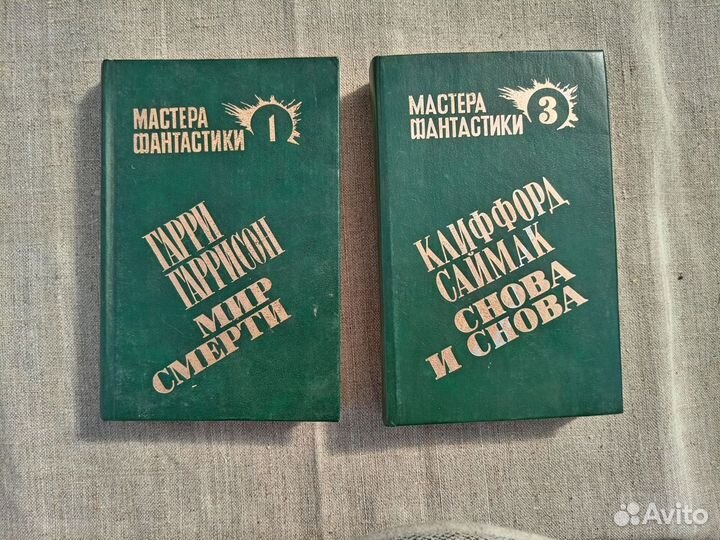 МАСТЕРА
ФАНТАСТИКИ 1
ГАРРИ
ГАРРИСОН
МИР
СМЕРТИ
МАСТЕРА
ФАНТАСТИКИ 3
КЛИФФОРД
САЙМАК
СНОВА
И СНОВА
Avito